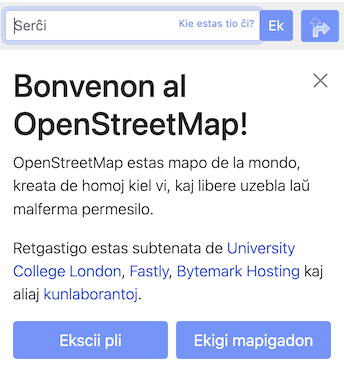 Serĉi Kie estas tio ĉi? Ek
Bonvenon al
OpenStreetMap!
OpenStreetMap estas mapo de la mondo,
kreata de homoj kiel vi, kaj libere uzebla laŭ
malferma permesilo.
Retgastigo estas subtenata de University
College London, Fastly, Bytemark Hosting kaj
aliaj kunlaborantoj.
Ekscii pli Ekigi mapigadon